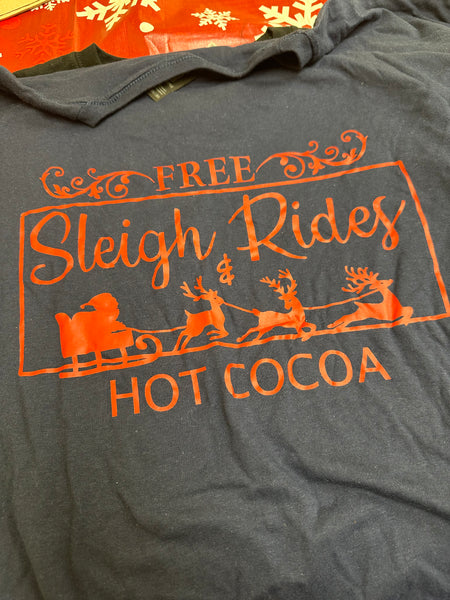 FREE
Sleigh Rides
&
HOT COCOA